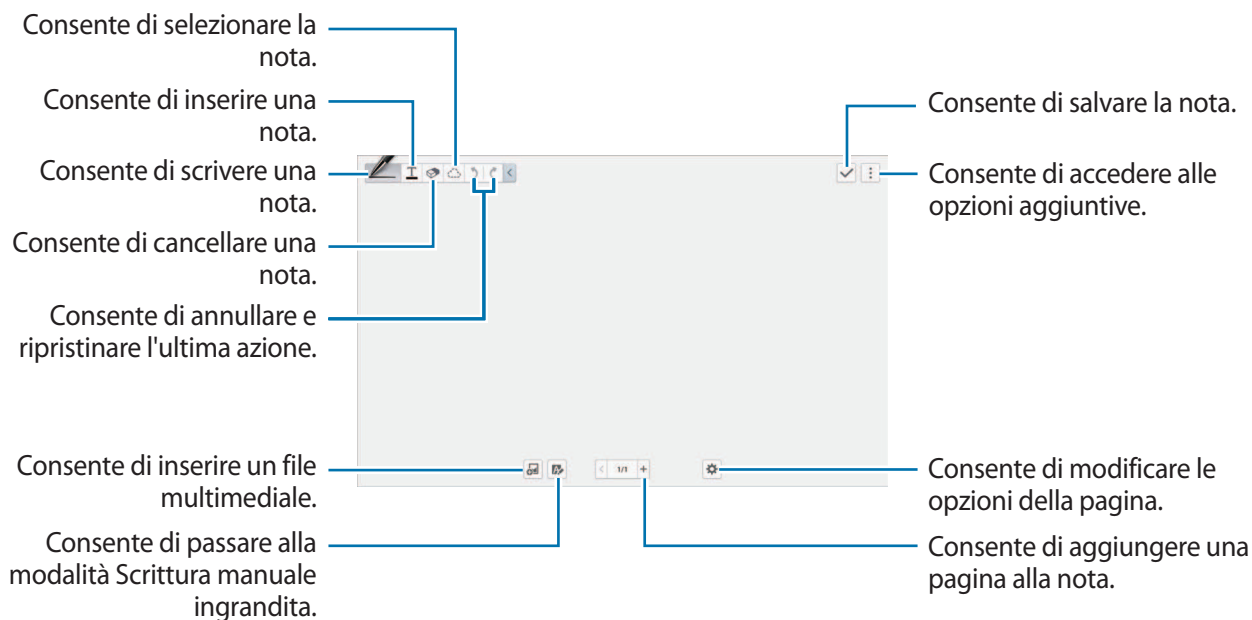 Consente di selezionare la
nota.
Consente di inserire una
nota.
Consente di scrivere una
nota.
Consente di cancellare una
nota.
Consente di annullare e
ripristinare l'ultima azione.
Consente di inserire un file
multimediale.
Consente di passare alla
modalità Scrittura manuale
ingrandita.
T
1/1
Consente di salvare la nota.
Consente di accedere alle
opzioni aggiuntive.
Consente di modificare le
opzioni della pagina.
Consente di aggiungere una
pagina alla nota.